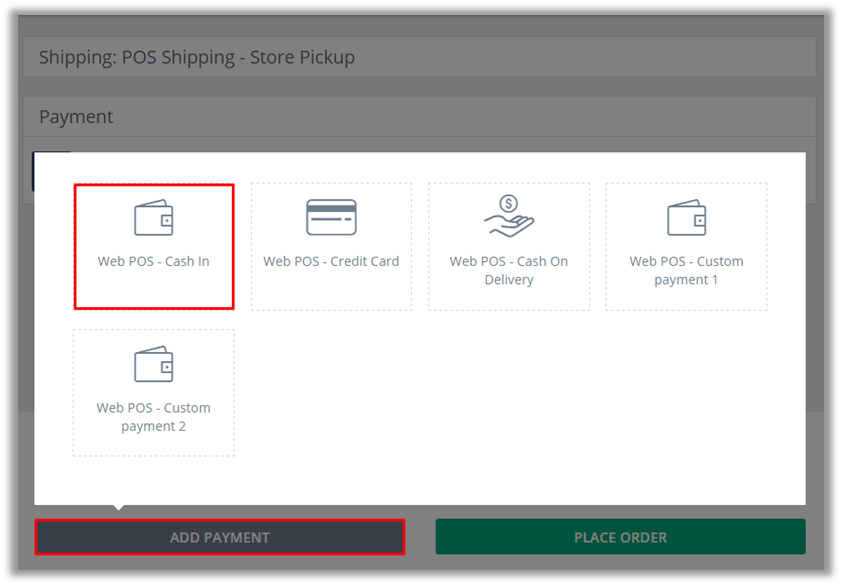 Shipping: POS Shipping - Store Pickup
Payment
Web POS - Cash In
Web POS - Credit Card
$
Web POS - Cash On
Delivery
Web POS - Custom
payment 1
Web POS - Custom
payment 2
ADD PAYMENT
PLACE ORDER